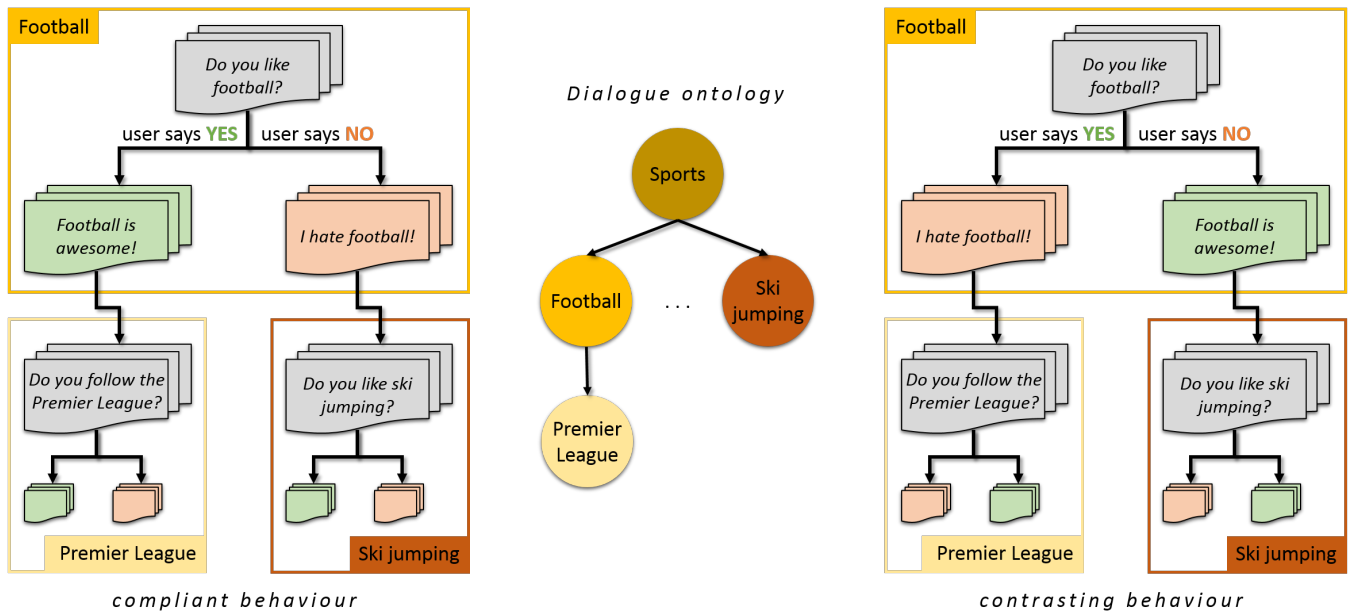 Football
Do you like
football?
user says YES
user says NO
Football is
awesome!
I hate football!
Do you follow the
Premier League?
Do you like ski
jumping?
Premier League
Ski jumping
compliant behaviour
Dialogue ontology
Sports
Football
. . .
Ski
jumping
Premier
League
Football
Do you like
football?
user says YES
user says NO
I hate football!
Football is
awesome!
Do you follow the
Premier League?
Do you like ski
jumping?
Premier League
Ski jumping
contrasting behaviour